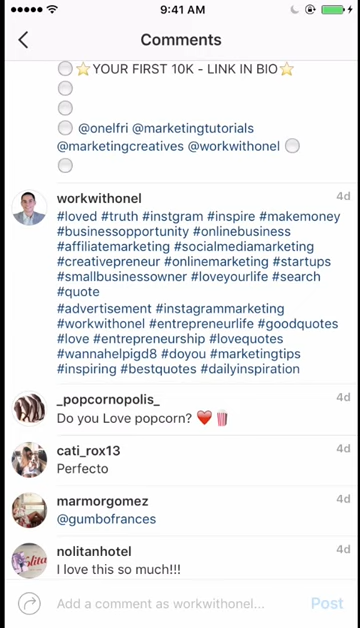 9:41 AM
Comments
⭐YOUR FIRST 10K - LINK IN BIO⭐
@onelfri @marketingtutorials
@marketingcreatives @workwithonel
workwithonel 4d
#loved #truth #instgram #inspire #makemoney
#businessopportunity #onlinebusiness
#affiliatemarketing #socialmediamarketing
#creativepreneur #onlinemarketing #startups
#smallbusinessowner #loveyourlife #search
#quote
#advertisement #instagrammarketing
#workwithonel #entrepreneurlife #goodquotes
#love #entrepreneurship #lovequotes
#wannahelpigd8 #doyou #marketingtips
#inspiring #bestquotes #dailyinspiration
_popcornopolis_ 4d
Do you Love popcorn? ❤️🍿
cati_rox13 4d
Perfecto
marmorgomez 4d
@gumbofrances
nolitanhotel 4d
I love this so much!!!
Add a comment as workwithonel... Post